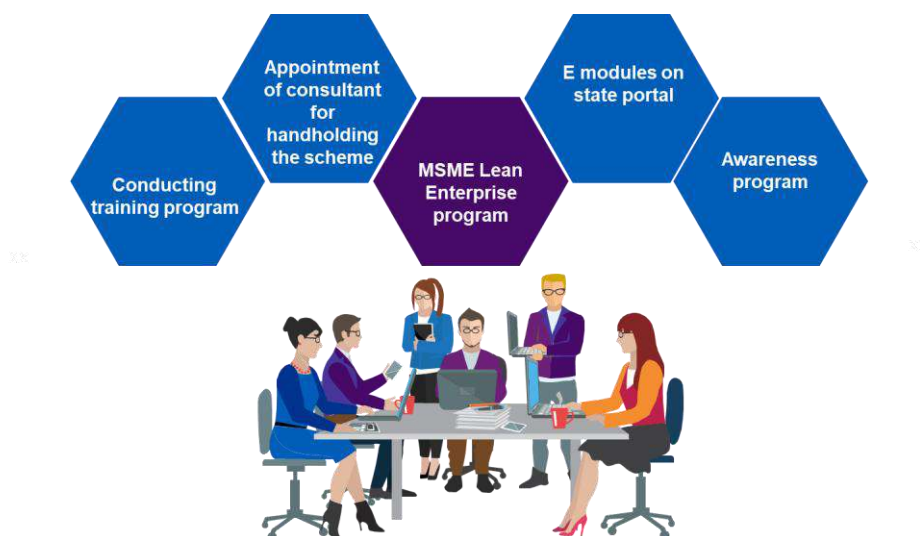 Conducting
training program
Appointment
of consultant
for
handholding
the scheme
MSME Lean
Enterprise
program
E modules on
state portal
Awareness
program